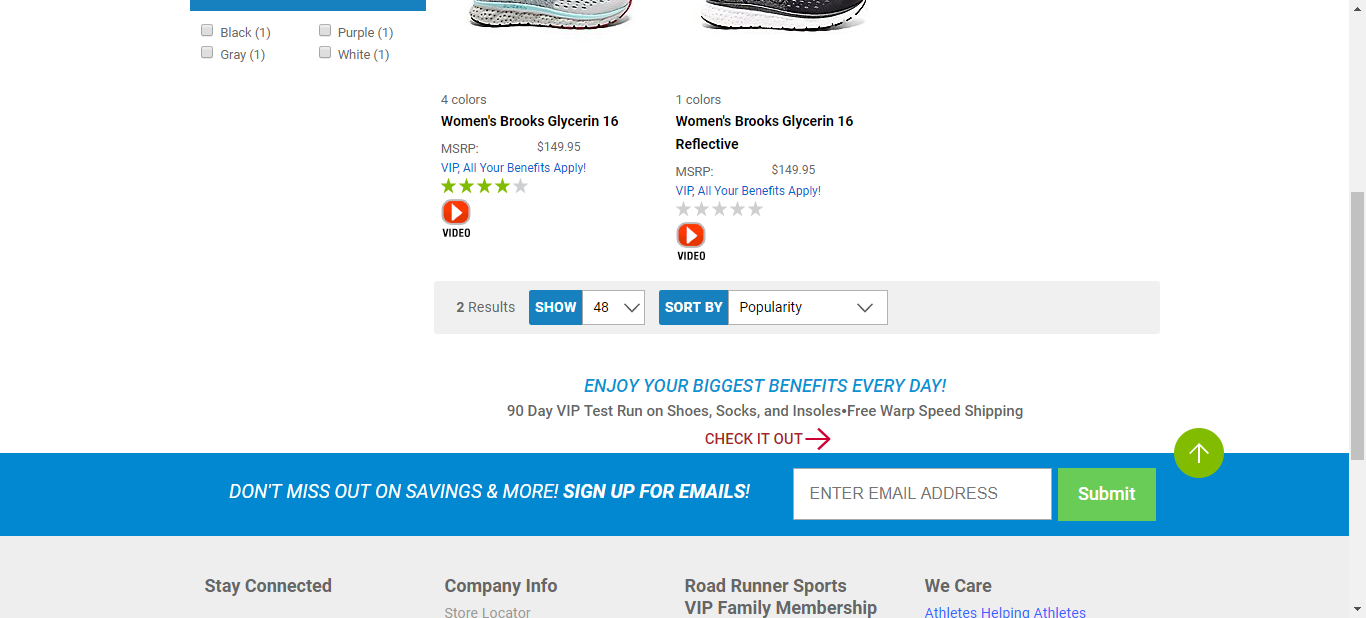 Black (1)
Purple (1)
Gray (1)
White (1)
4 colors
Women's Brooks Glycerin 16
MSRP: $149.95
VIP, All Your Benefits Apply!
VIDEO
1 colors
Women's Brooks Glycerin 16
Reflective
MSRP: $149.95
VIP, All Your Benefits Apply!
VIDEO
2 Results SHOW 48 SORT BY Popularity
ENJOY YOUR BIGGEST BENEFITS EVERY DAY!
90 Day VIP Test Run on Shoes, Socks, and Insoles•Free Warp Speed Shipping
CHECK IT OUT
DON'T MISS OUT ON SAVINGS & MORE! SIGN UP FOR EMAILS!
ENTER EMAIL ADDRESS
Submit
Stay Connected
Company Info
Store Locator
Road Runner Sports
VIP Family Membership
We Care
Athletes Helping Athletes